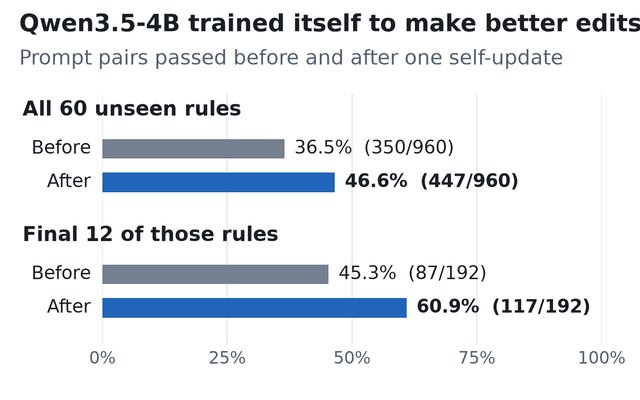 Qwen3.5-4B trained itself to make better edits
Prompt pairs passed before and after one self-update
All 60 unseen rules
Before 36.5% (350/960)
After 46.6% (447/960)
Final 12 of those rules
Before 45.3% (87/192)
After 60.9% (117/192)
0% 25% 50% 75% 100%